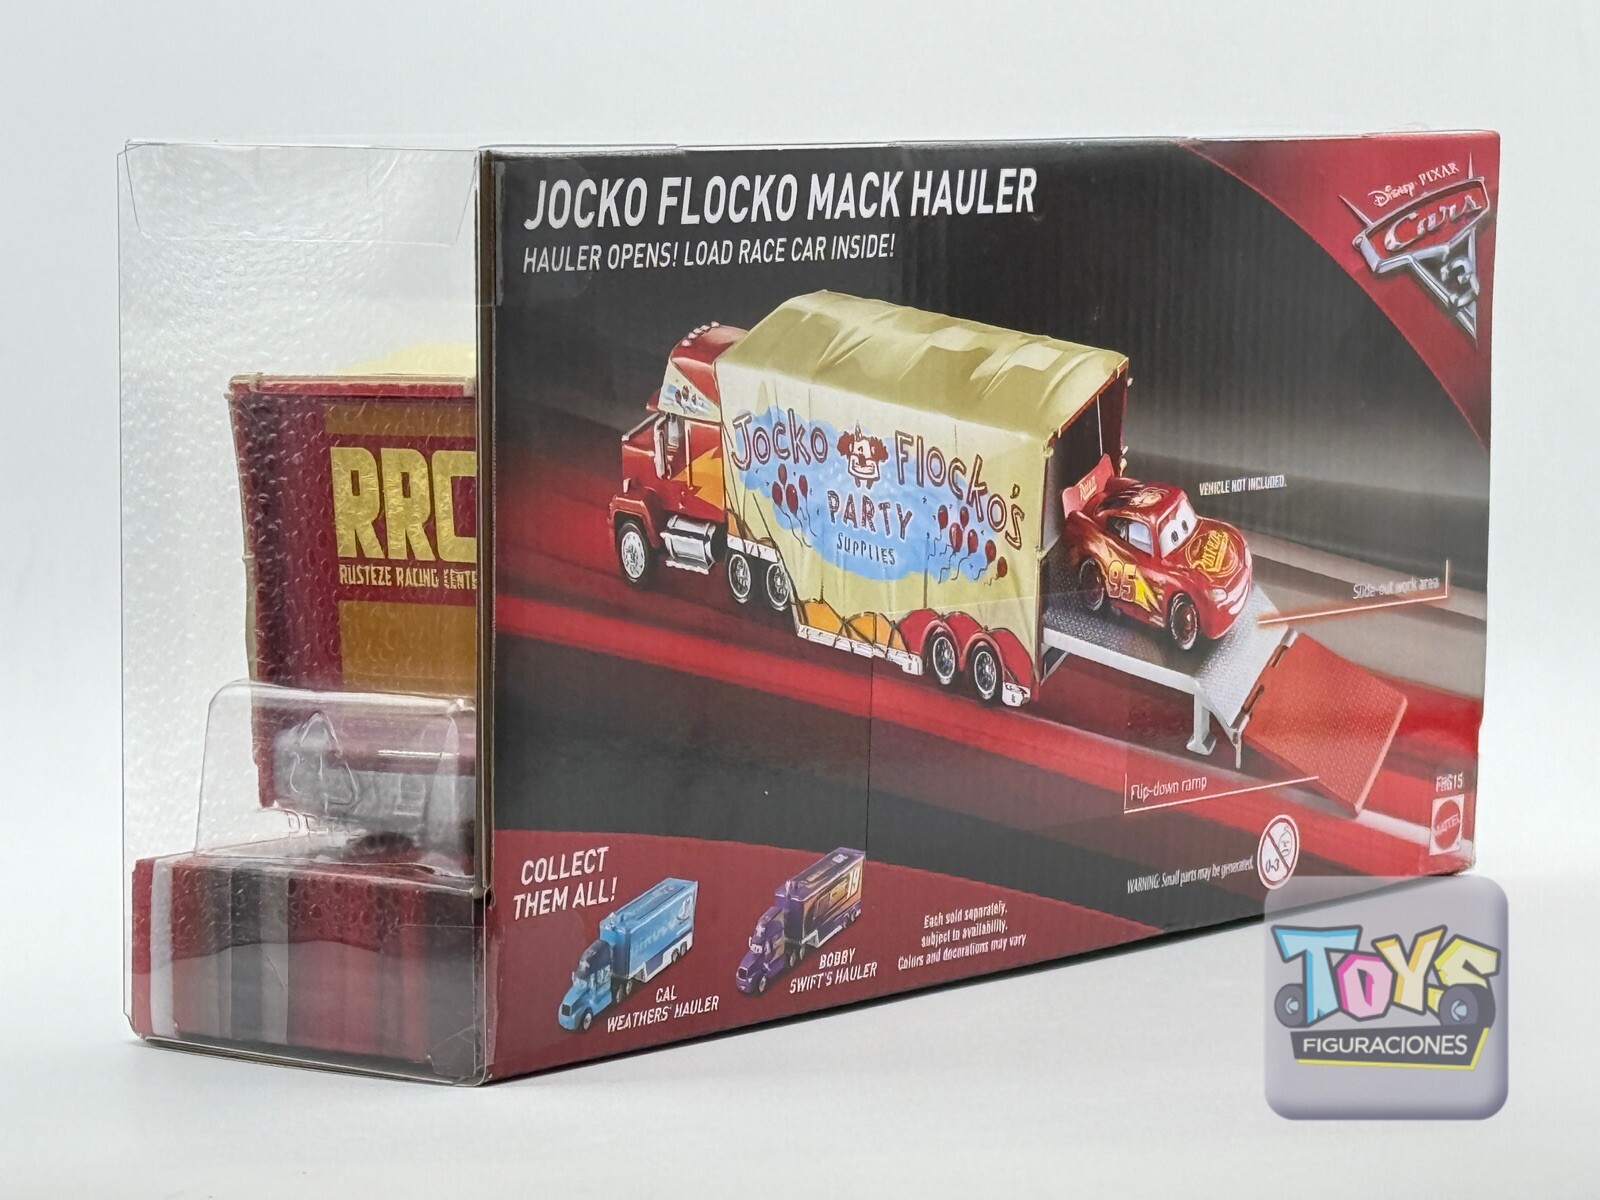 JOCKO FLOCKO MACK HAULER
HAULER OPENS! LOAD RACE CAR INSIDE!
Disney·PIXAR
Cars
3
RRC
RUSTEZE RACING CENTE
Jocko Flocko's
PARTY
SUPPLIES
95
VEHICLE NOT INCLUDED.
Slide-out work area
Flip-down ramp
MATTEL
WARNING: Small parts may be generated.
0-3
COLLECT
THEM ALL!
CAL
WEATHERS' HAULER
19
BOBBY
SWIFT'S HAULER
Each sold separately,
subject to availability.
Colors and decorations may vary
TOYS
FIGURACIONES